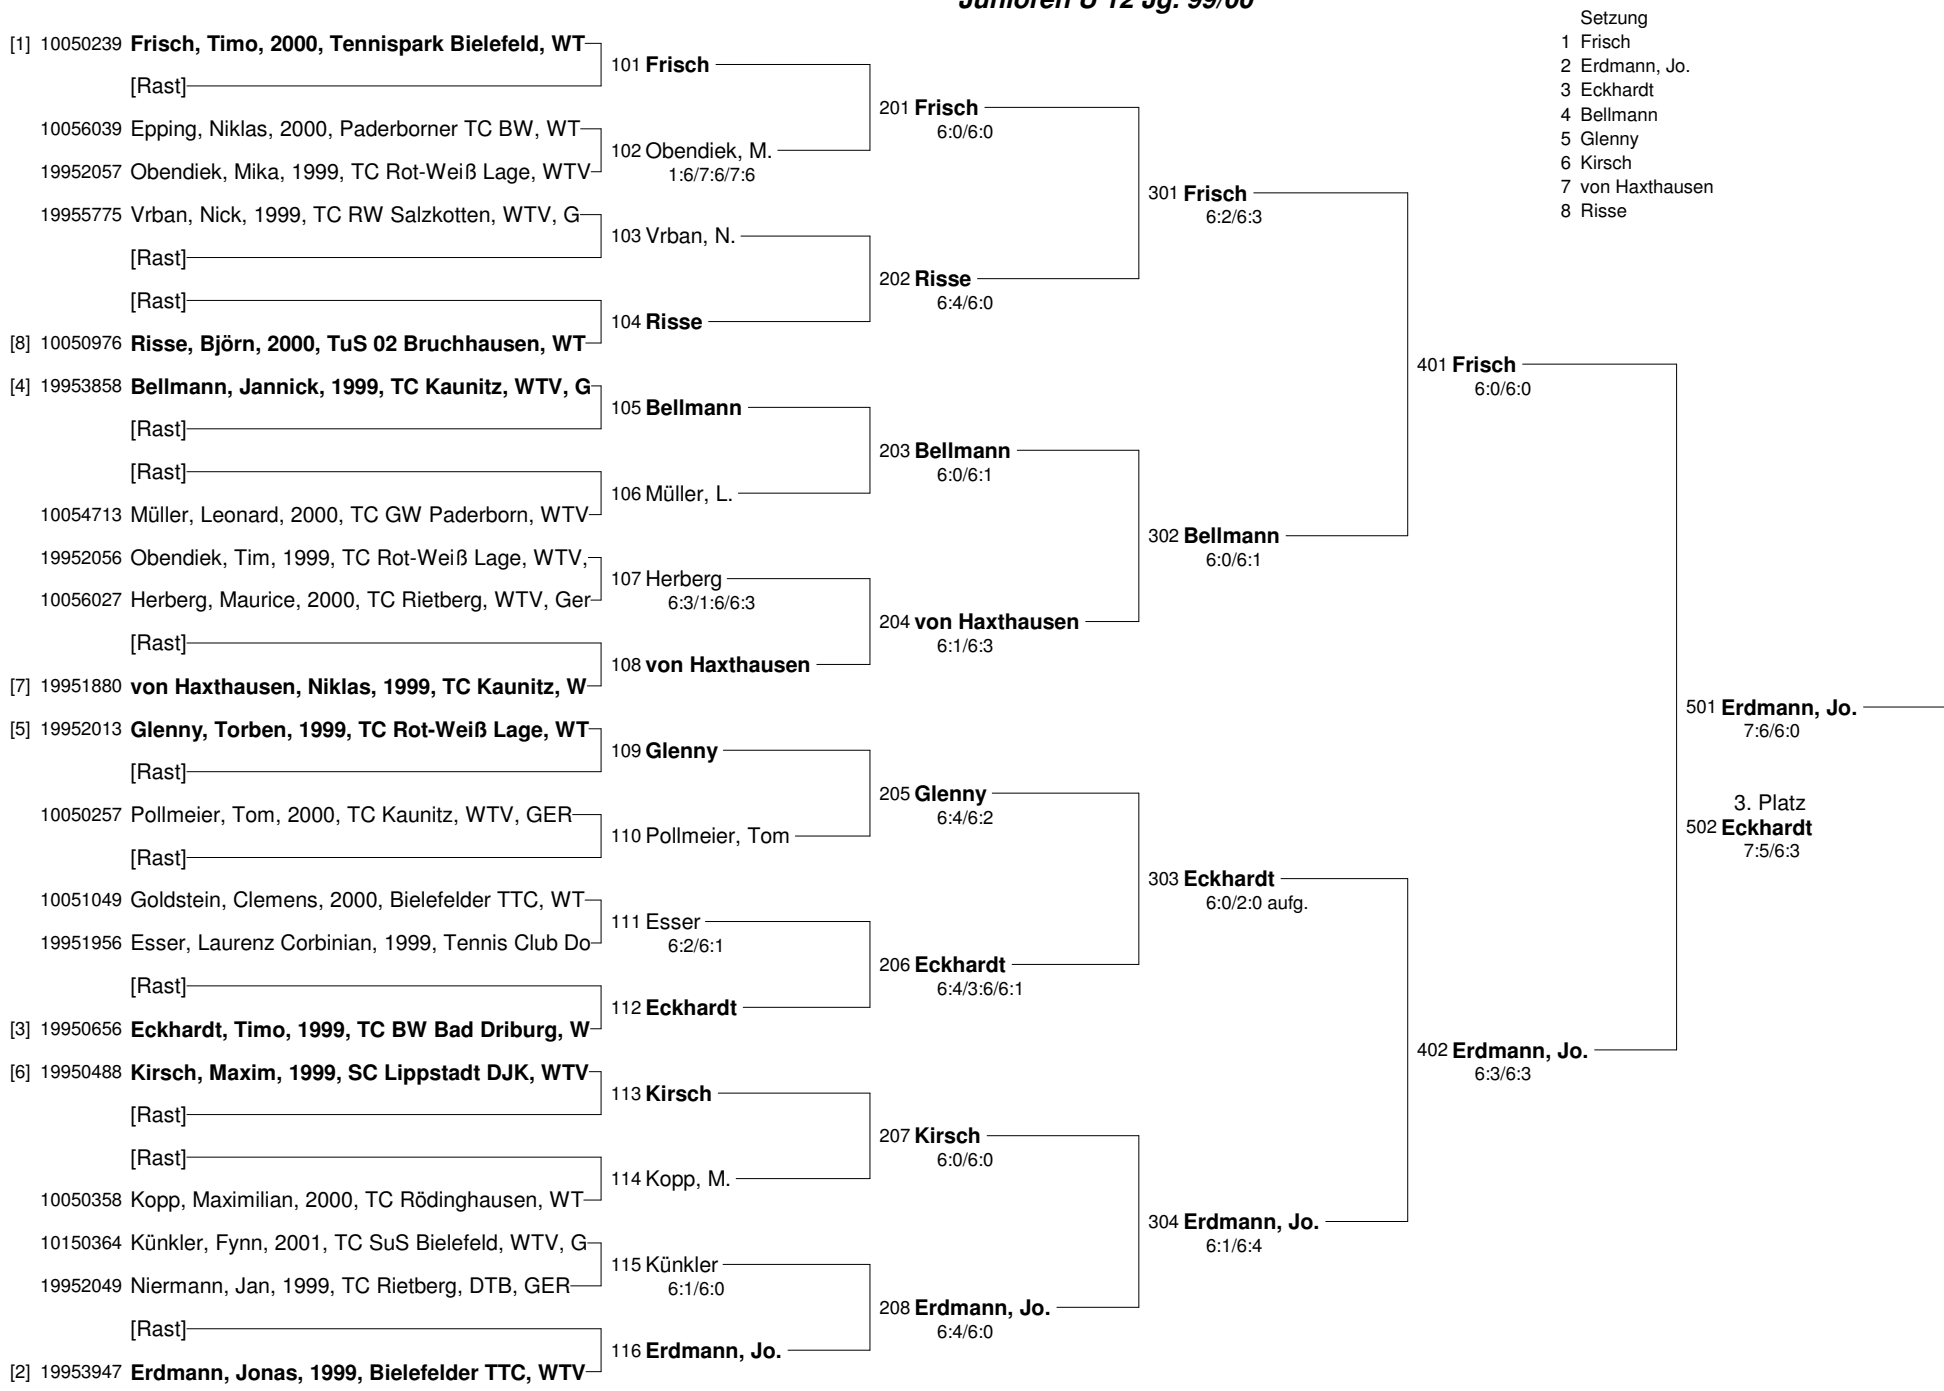 Junioren U 12 Jg. 99/00
Setzung
1 Frisch
2 Erdmann, Jo.
3 Eckhardt
4 Bellmann
5 Glenny
6 Kirsch
7 von Haxthausen
8 Risse
[1] 10050239 Frisch, Timo, 2000, Tennispark Bielefeld, WT
[Rast]
10056039 Epping, Niklas, 2000, Paderborner TC BW, WT
19952057 Obendiek, Mika, 1999, TC Rot-Weiß Lage, WTV
19955775 Vrban, Nick, 1999, TC RW Salzkotten, WTV, G
[Rast]
[Rast]
[8] 10050976 Risse, Björn, 2000, TuS 02 Bruchhausen, WT
[4] 19953858 Bellmann, Jannick, 1999, TC Kaunitz, WTV, G
[Rast]
[Rast]
10054713 Müller, Leonard, 2000, TC GW Paderborn, WTV
19952056 Obendiek, Tim, 1999, TC Rot-Weiß Lage, WTV,
10056027 Herberg, Maurice, 2000, TC Rietberg, WTV, Ger
[Rast]
[7] 19951880 von Haxthausen, Niklas, 1999, TC Kaunitz, W
[5] 19952013 Glenny, Torben, 1999, TC Rot-Weiß Lage, WT
[Rast]
10050257 Pollmeier, Tom, 2000, TC Kaunitz, WTV, GER
[Rast]
10051049 Goldstein, Clemens, 2000, Bielefelder TTC, WT
19951956 Esser, Laurenz Corbinian, 1999, Tennis Club Do
[Rast]
[3] 19950656 Eckhardt, Timo, 1999, TC BW Bad Driburg, W
[6] 19950488 Kirsch, Maxim, 1999, SC Lippstadt DJK, WTV
[Rast]
[Rast]
10050358 Kopp, Maximilian, 2000, TC Rödinghausen, WT
10150364 Künkler, Fynn, 2001, TC SuS Bielefeld, WTV, G
19952049 Niermann, Jan, 1999, TC Rietberg, DTB, GER
[Rast]
[2] 19953947 Erdmann, Jonas, 1999, Bielefelder TTC, WTV
101 Frisch
102 Obendiek, M.
1:6/7:6/7:6
103 Vrban, N.
104 Risse
105 Bellmann
106 Müller, L.
107 Herberg
6:3/1:6/6:3
108 von Haxthausen
109 Glenny
110 Pollmeier, Tom
111 Esser
6:2/6:1
112 Eckhardt
113 Kirsch
114 Kopp, M.
115 Künkler
6:1/6:0
116 Erdmann, Jo.
201 Frisch
6:0/6:0
202 Risse
6:4/6:0
203 Bellmann
6:0/6:1
204 von Haxthausen
6:1/6:3
205 Glenny
6:4/6:2
206 Eckhardt
6:4/3:6/6:1
207 Kirsch
6:0/6:0
208 Erdmann, Jo.
6:4/6:0
301 Frisch
6:2/6:3
302 Bellmann
6:0/6:1
303 Eckhardt
6:0/2:0 aufg.
304 Erdmann, Jo.
6:1/6:4
401 Frisch
6:0/6:0
402 Erdmann, Jo.
6:3/6:3
501 Erdmann, Jo.
7:6/6:0
3. Platz
502 Eckhardt
7:5/6:3